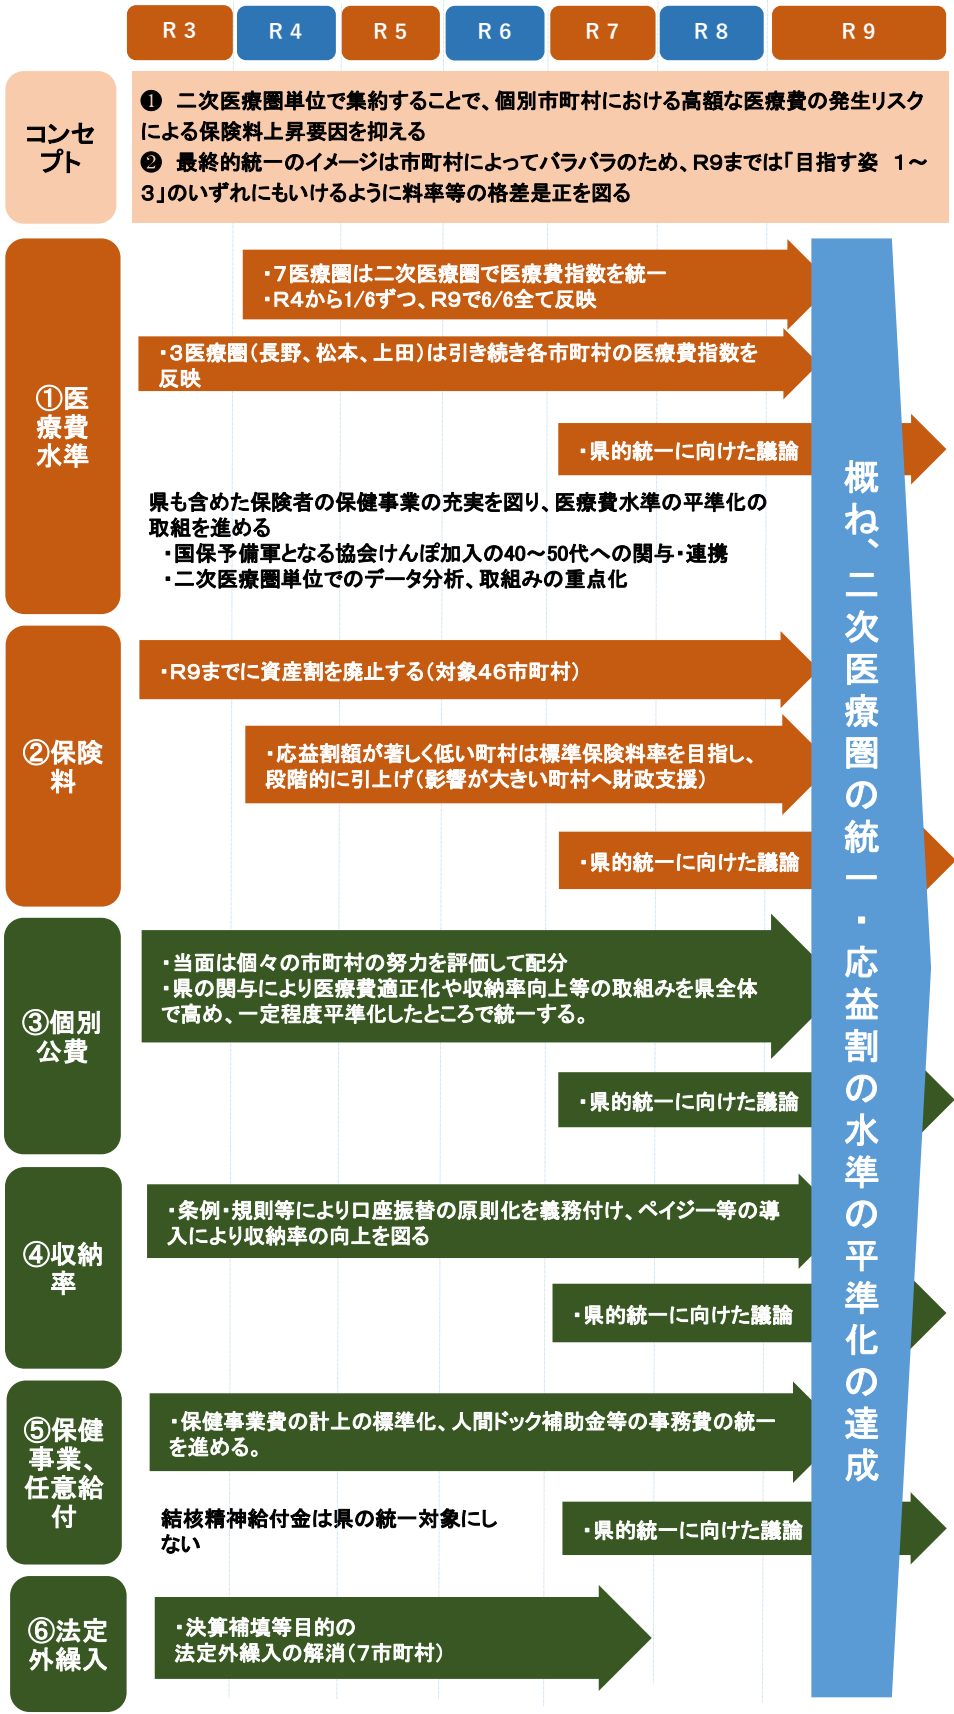 R3 R4 R5 R6 R7 R8 R9
コンセ
プト
❶　二次医療圏単位で集約することで、個別市町村における高額な医療費の発生リスク
による保険料上昇要因を抑える
❷　最終的統一のイメージは市町村によってバラバラのため、R9までは「目指す姿　1～
3」のいずれにもいけるように料率等の格差是正を図る
①医
療費
水準
・7医療圏は二次医療圏で医療費指数を統一
・R4から1/6ずつ、R9で6/6全て反映
・3医療圏（長野、松本、上田）は引き続き各市町村の医療費指数を
反映
・県的統一に向けた議論
県も含めた保険者の保健事業の充実を図り、医療費水準の平準化の
取組を進める
・国保予備軍となる協会けんぽ加入の40～50代への関与・連携
・二次医療圏単位でのデータ分析、取組みの重点化
②保険
料
・R9までに資産割を廃止する（対象46市町村）
・応益割額が著しく低い町村は標準保険料率を目指し、
段階的に引上げ（影響が大きい町村へ財政支援）
・県的統一に向けた議論
③個別
公費
・当面は個々の市町村の努力を評価して配分
・県の関与により医療費適正化や収納率向上等の取組みを県全体
で高め、一定程度平準化したところで統一する。
・県的統一に向けた議論
④収納
率
・条例・規則等により口座振替の原則化を義務付け、ペイジー等の導
入により収納率の向上を図る
・県的統一に向けた議論
⑤保健
事業、
任意給
付
・保健事業費の計上の標準化、人間ドック補助金等の事務費の統一
を進める。
結核精神給付金は県の統一対象にし
ない
・県的統一に向けた議論
⑥法定
外繰入
・決算補填等目的の
法定外繰入の解消（7市町村）
概ね、二次医療圏の統一・応益割の水準の平準化の達成